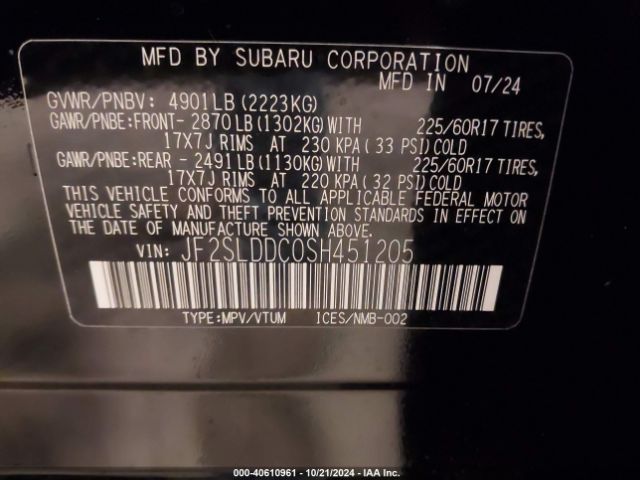 MFD BY SUBARU CORPORATION
MFD IN 07/24
GVWR/PNBV: 4901LB (2223KG)
GAWR/PNBE:FRONT- 2870LB(1302KG)WITH 225/60R17 TIRES,
17X7J RIMS AT 230 KPA (33 PSI)COLD
GAWR/PNBE:REAR - 2491LB(1130KG)WITH 225/60R17 TIRES,
17X7J RIMS AT 220 KPA (32 PSI)COLD
THIS VEHICLE CONFORMS TO ALL APPLICABLE FEDERAL MOTOR
VEHICLE SAFETY AND THEFT PREVENTION STANDARDS IN EFFECT ON
THE DATE OF MANUFACTURE SHOWN ABOVE.
VIN: JF2SLDDC0SH451205
TYPE:MPV/VTUM ICES/NMB-002
000-40610961 - 10/21/2024 - IAA Inc.